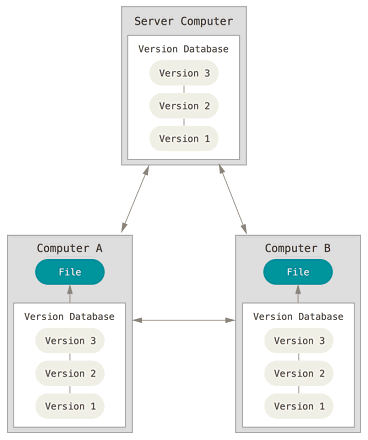 Server Computer
Version Database
Version 3
Version 2
Version 1
Computer A
File
Version Database
Version 3
Version 2
Version 1
Computer B
File
Version Database
Version 3
Version 2
Version 1